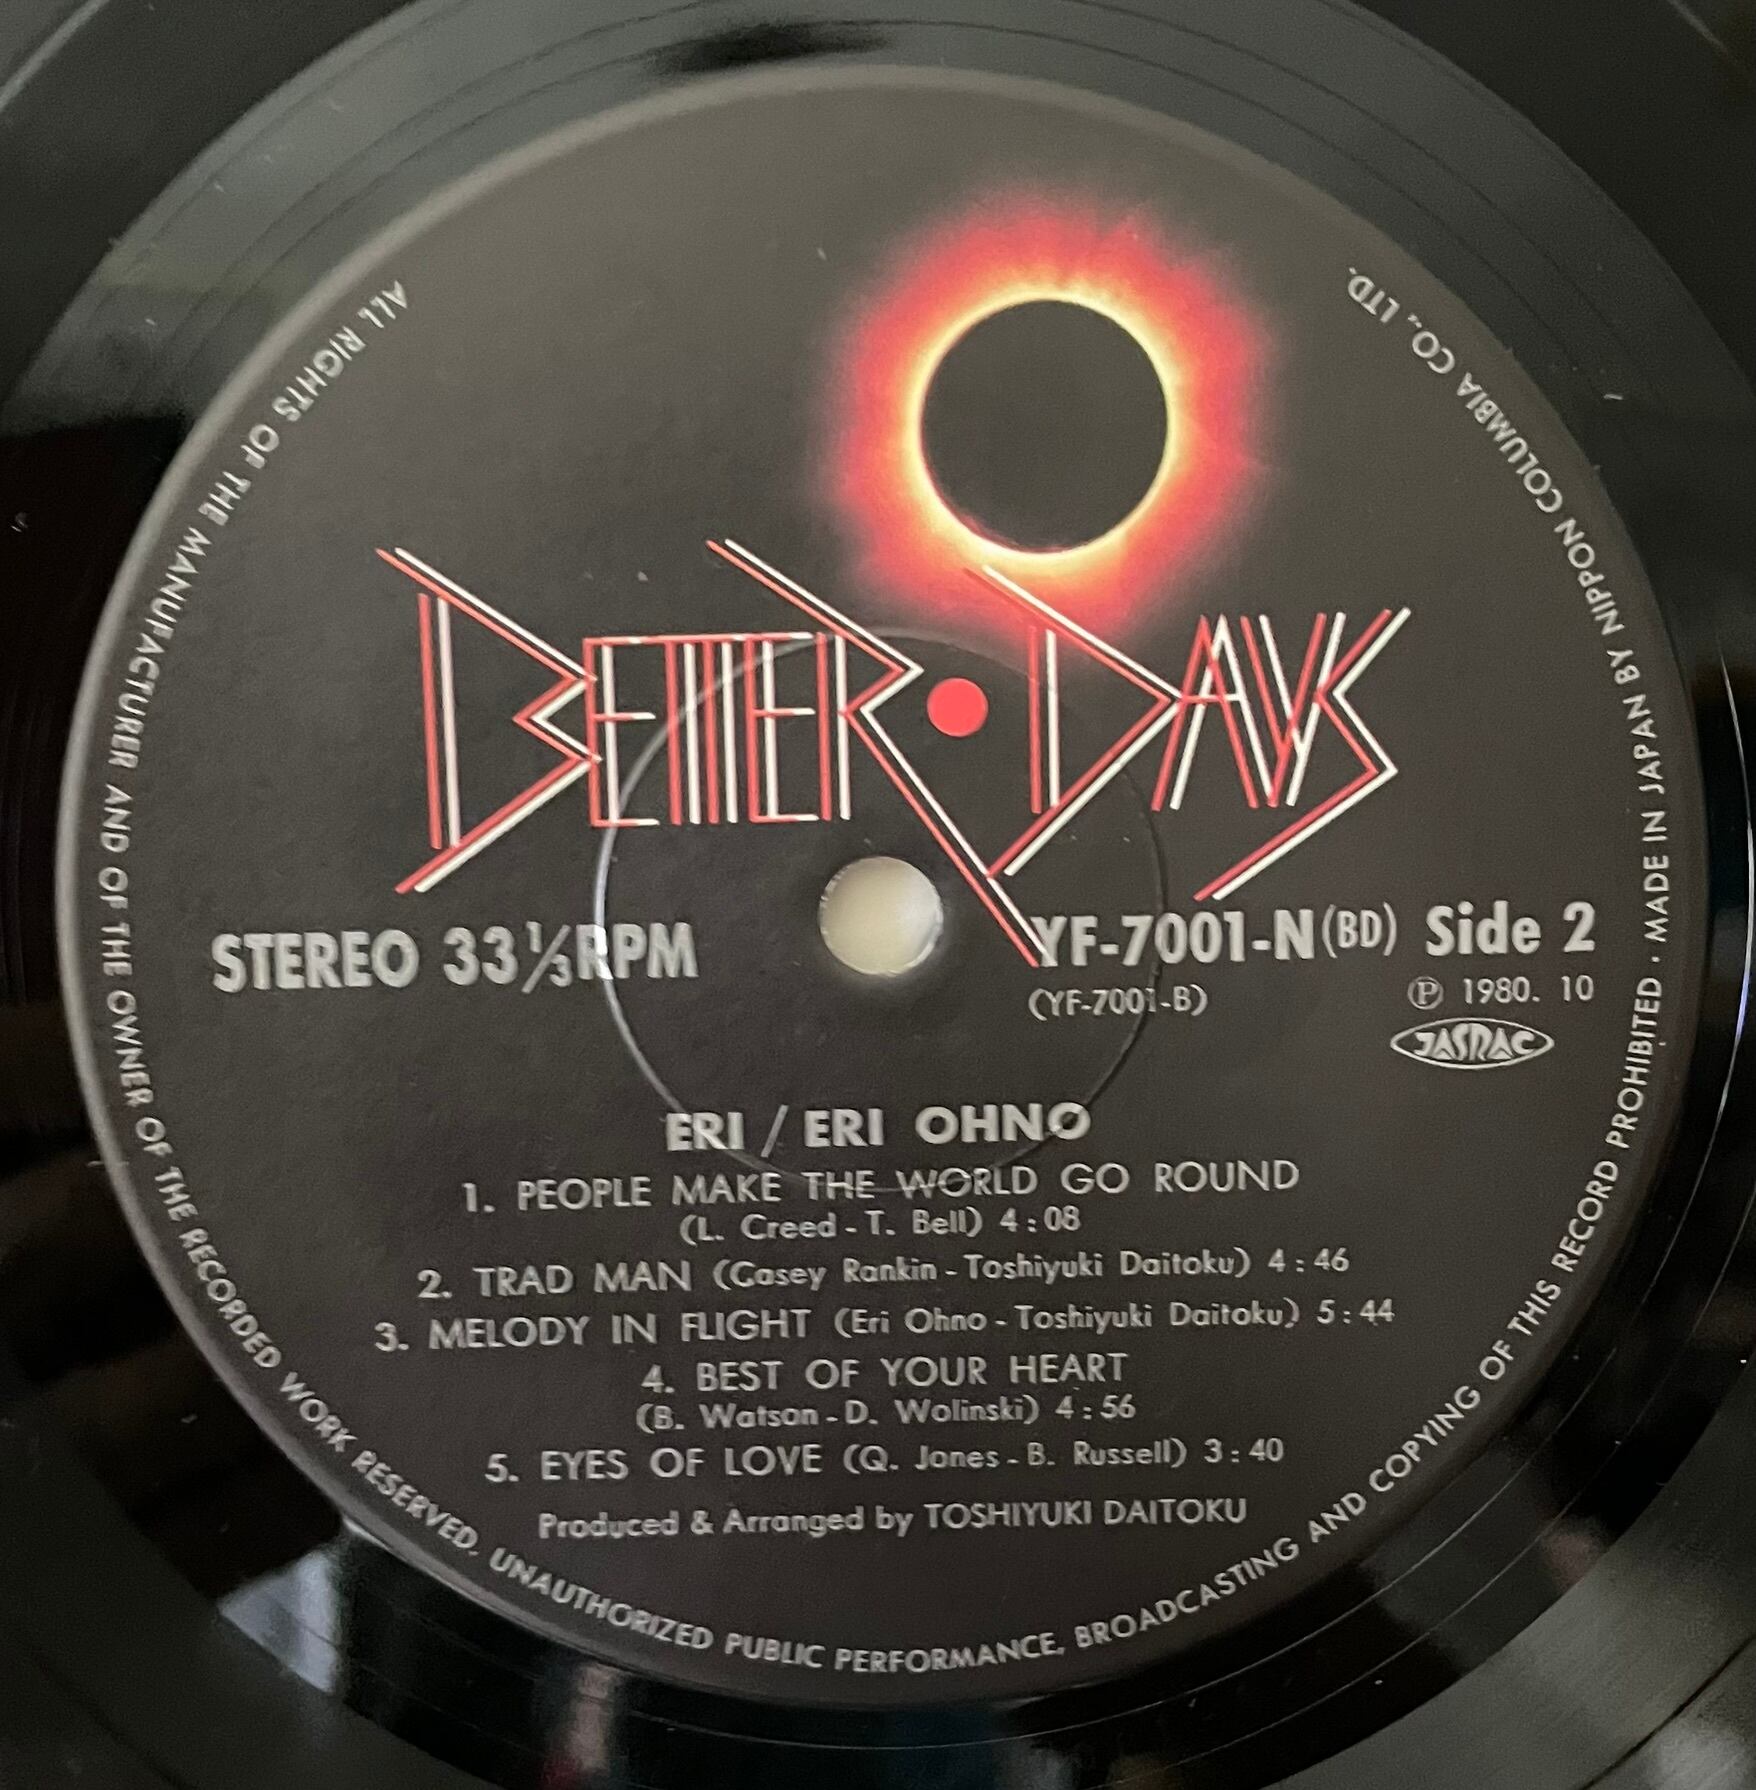 BETTER • DAYS
STEREO 33⅓RPM
YF-7001-N(BD) Side 2
(YF-7001-B)
Ⓟ 1980. 10
JASRAC
ERI / ERI OHNO
1. PEOPLE MAKE THE WORLD GO ROUND
(L. Creed-T. Bell) 4:08
2. TRAD MAN (Casey Rankin-Toshiyuki Daitoku) 4:46
3. MELODY IN FLIGHT (Eri Ohno-Toshiyuki Daitoku) 5:44
4. BEST OF YOUR HEART
(B. Watson-D. Wolinski) 4:56
5. EYES OF LOVE (Q. Jones-B. Russell) 3:40
Produced & Arranged by TOSHIYUKI DAITOKU
ALL RIGHTS OF THE MANUFACTURER AND OF THE OWNER OF THE RECORDED WORK RESERVED. UNAUTHORIZED PUBLIC PERFORMANCE, BROADCASTING AND COPYING OF THIS RECORD PROHIBITED · MADE IN JAPAN BY NIPPON COLUMBIA CO., LTD.